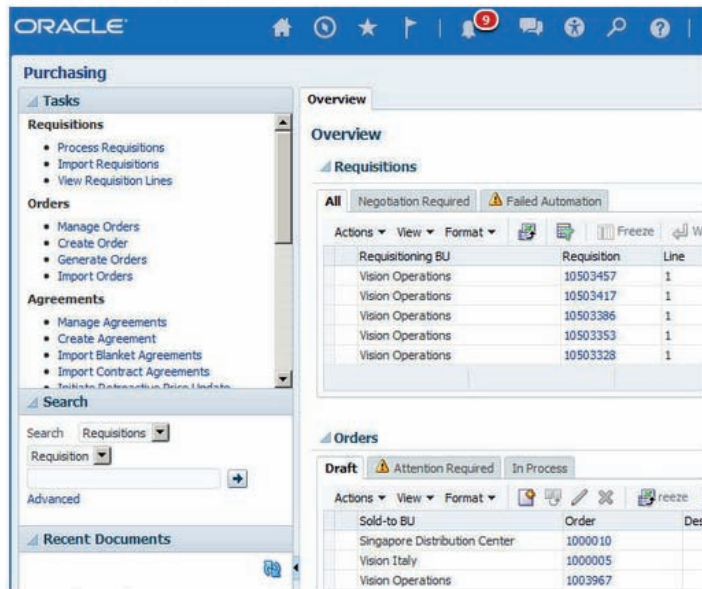 ORACLE
9
Purchasing
Tasks
Requisitions
Process Requisitions
Import Requisitions
View Requisition Lines
Orders
Manage Orders
Create Order
Generate Orders
Import Orders
Agreements
Manage Agreements
Create Agreement
Import Blanket Agreements
Import Contract Agreements
Initiate Retroactive Price Update
Search
Search Requisitions
Requisition
Advanced
Recent Documents
Overview
Overview
Requisitions
All Negotiation Required Failed Automation
Actions View Format Freeze W
Requisitioning BU Requisition Line
Vision Operations 10503457 1
Vision Operations 10503417 1
Vision Operations 10503386 1
Vision Operations 10503353 1
Vision Operations 10503328 1
Orders
Draft Attention Required In Process
Actions View Format reeze
Sold-to BU Order Des
Singapore Distribution Center 1000010
Vision Italy 1000005
Vision Operations 1003967